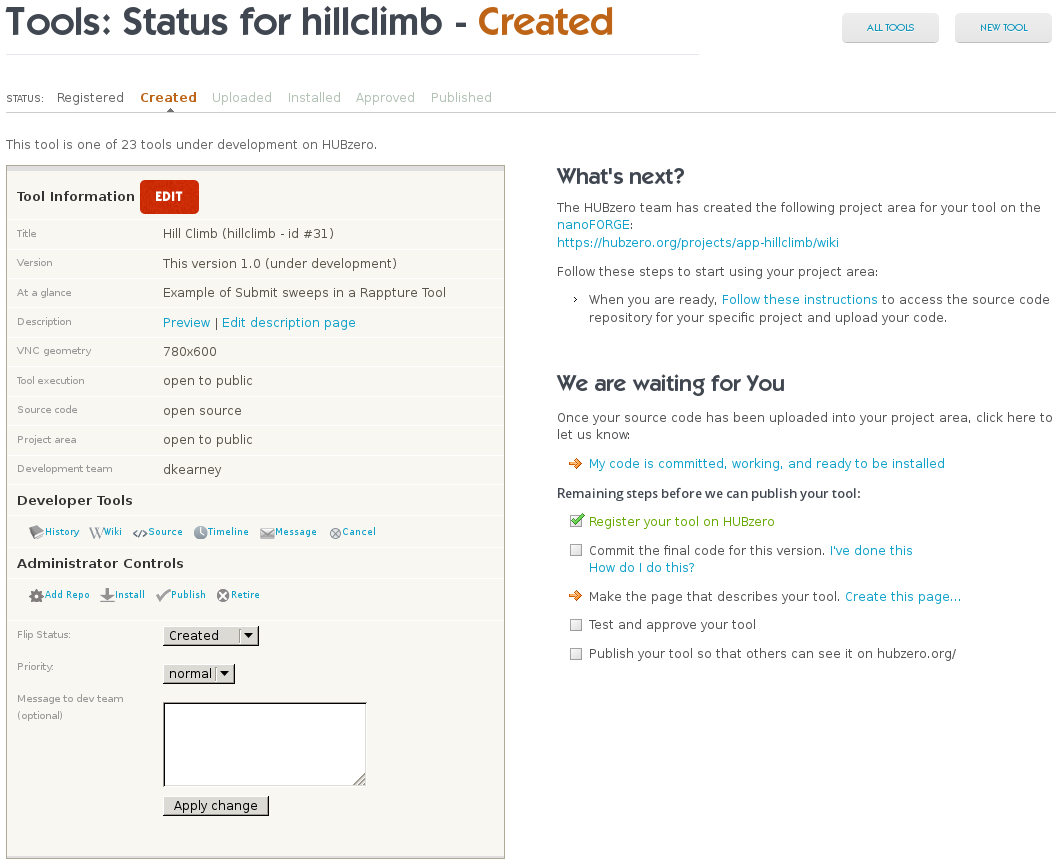 Tools: Status for hillclimb - Created
ALL TOOLS
NEW TOOL
STATUS: Registered Created Uploaded Installed Approved Published
This tool is one of 23 tools under development on HUBzero.
Tool Information EDIT
Title Hill Climb (hillclimb - id #31)
Version This version 1.0 (under development)
At a glance Example of Submit sweeps in a Rappture Tool
Description Preview | Edit description page
VNC geometry 780x600
Tool execution open to public
Source code open source
Project area open to public
Development team dkearney
Developer Tools
History Wiki Source Timeline Message Cancel
Administrator Controls
Add Repo Install Publish Retire
Flip Status: Created
Priority: normal
Message to dev team
(optional)
Apply change
What's next?
The HUBzero team has created the following project area for your tool on the
nanoFORGE:
https://hubzero.org/projects/app-hillclimb/wiki
Follow these steps to start using your project area:
When you are ready, Follow these instructions to access the source code
repository for your specific project and upload your code.
We are waiting for You
Once your source code has been uploaded into your project area, click here to
let us know:
My code is committed, working, and ready to be installed
Remaining steps before we can publish your tool:
Register your tool on HUBzero
Commit the final code for this version. I've done this
How do I do this?
Make the page that describes your tool. Create this page...
Test and approve your tool
Publish your tool so that others can see it on hubzero.org/